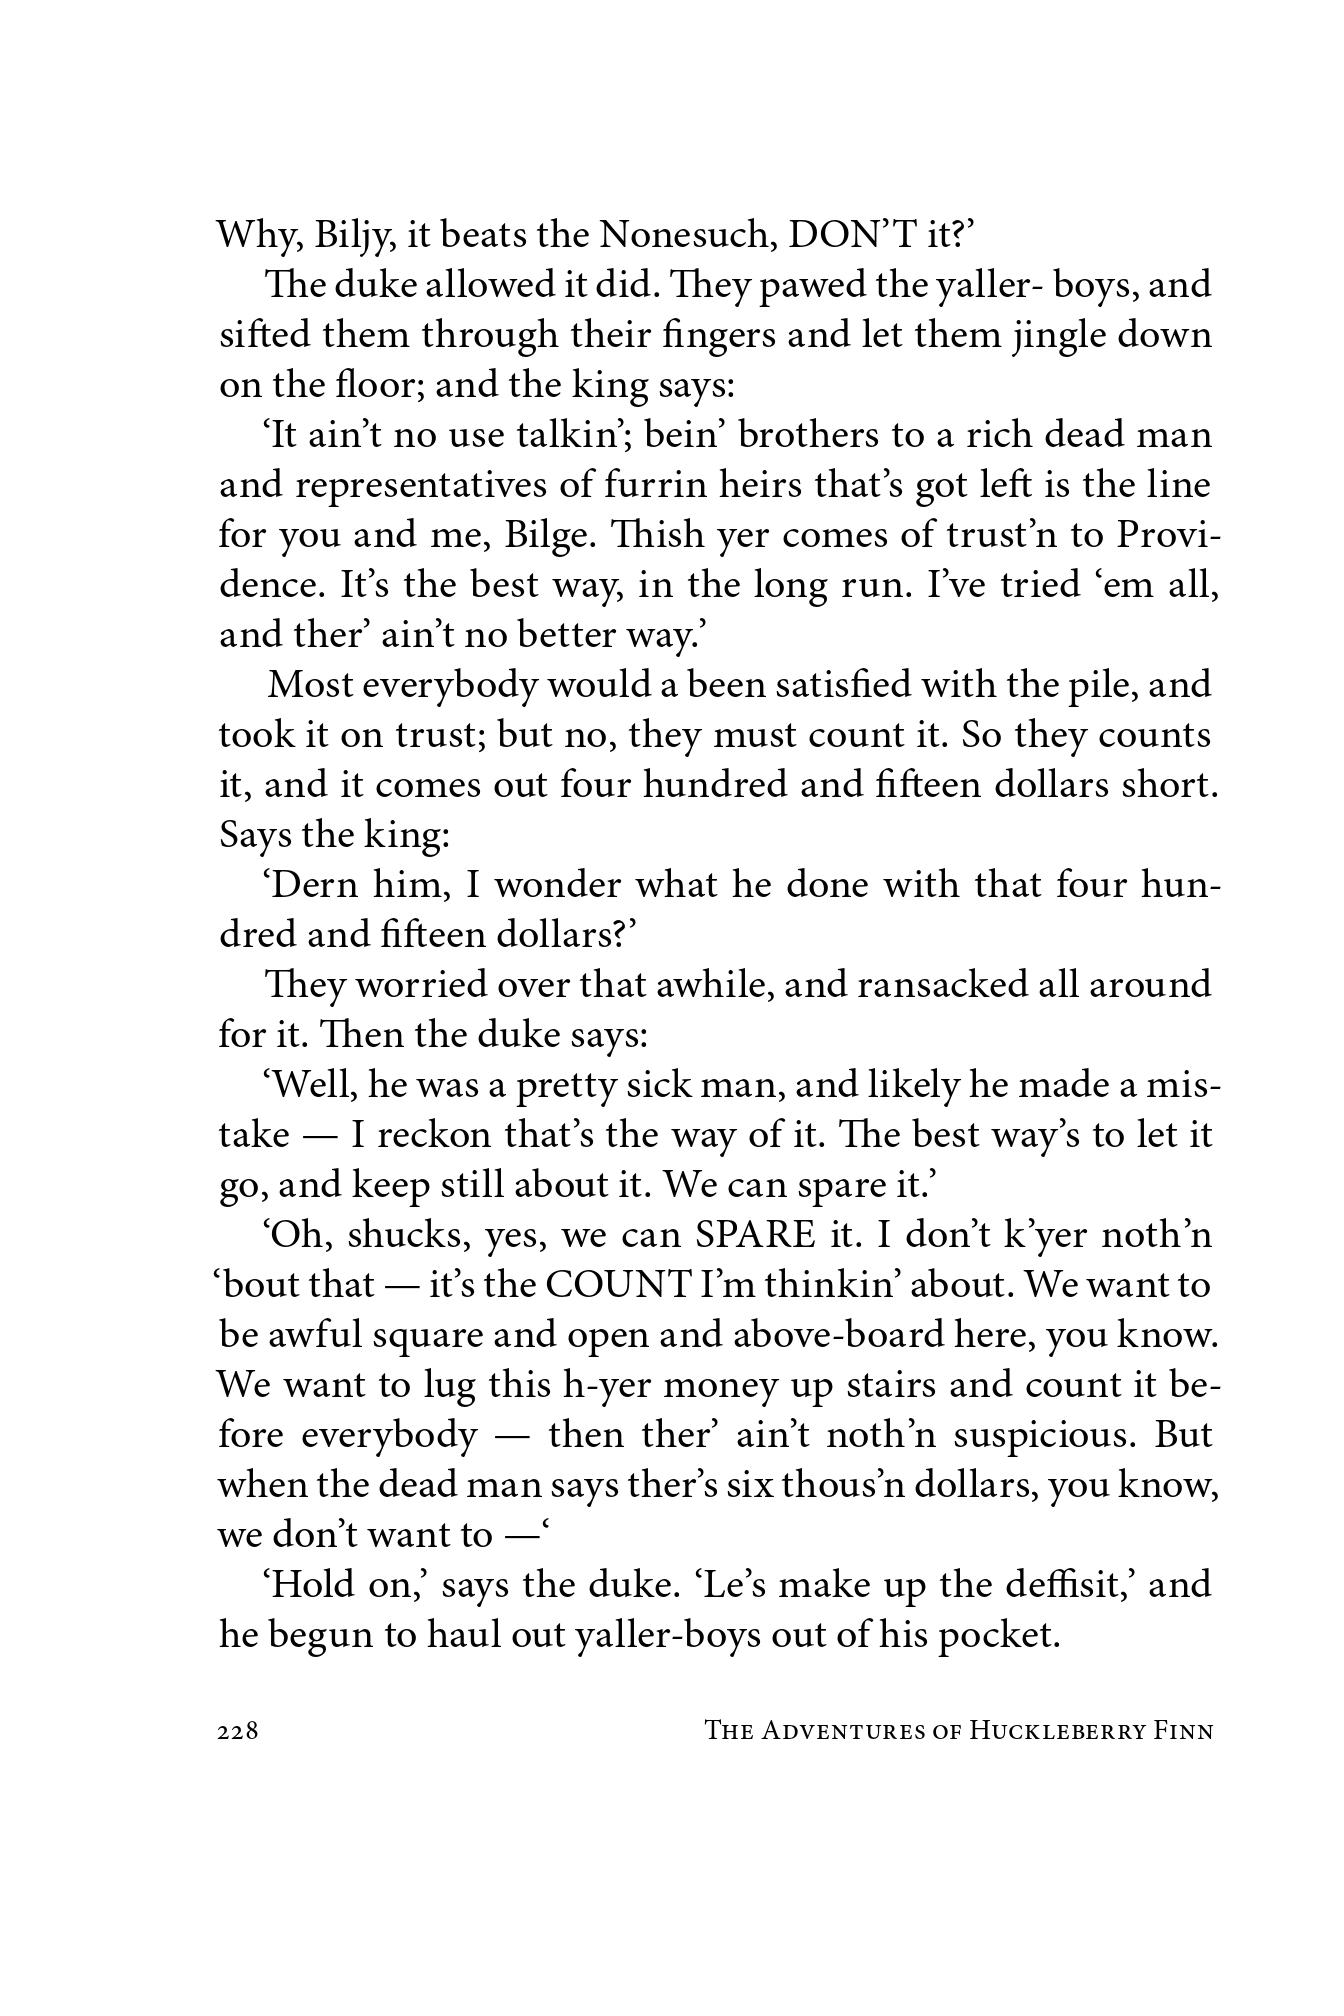 Why, Biljy, it beats the Nonesuch, DON’T it?’
The duke allowed it did. They pawed the yaller- boys, and
sifted them through their fingers and let them jingle down
on the floor; and the king says:
‘It ain’t no use talkin’; bein’ brothers to a rich dead man
and representatives of furrin heirs that’s got left is the line
for you and me, Bilge. Thish yer comes of trust’n to Provi-
dence. It’s the best way, in the long run. I’ve tried ‘em all,
and ther’ ain’t no better way.’
Most everybody would a been satisfied with the pile, and
took it on trust; but no, they must count it. So they counts
it, and it comes out four hundred and fifteen dollars short.
Says the king:
‘Dern him, I wonder what he done with that four hun-
dred and fifteen dollars?’
They worried over that awhile, and ransacked all around
for it. Then the duke says:
‘Well, he was a pretty sick man, and likely he made a mis-
take — I reckon that’s the way of it. The best way’s to let it
go, and keep still about it. We can spare it.’
‘Oh, shucks, yes, we can SPARE it. I don’t k’yer noth’n
‘bout that — it’s the COUNT I’m thinkin’ about. We want to
be awful square and open and above-board here, you know.
We want to lug this h-yer money up stairs and count it be-
fore everybody — then ther’ ain’t noth’n suspicious. But
when the dead man says ther’s six thous’n dollars, you know,
we don’t want to —‘
‘Hold on,’ says the duke. ‘Le’s make up the deffisit,’ and
he begun to haul out yaller-boys out of his pocket.
228 The Adventures of Huckleberry Finn